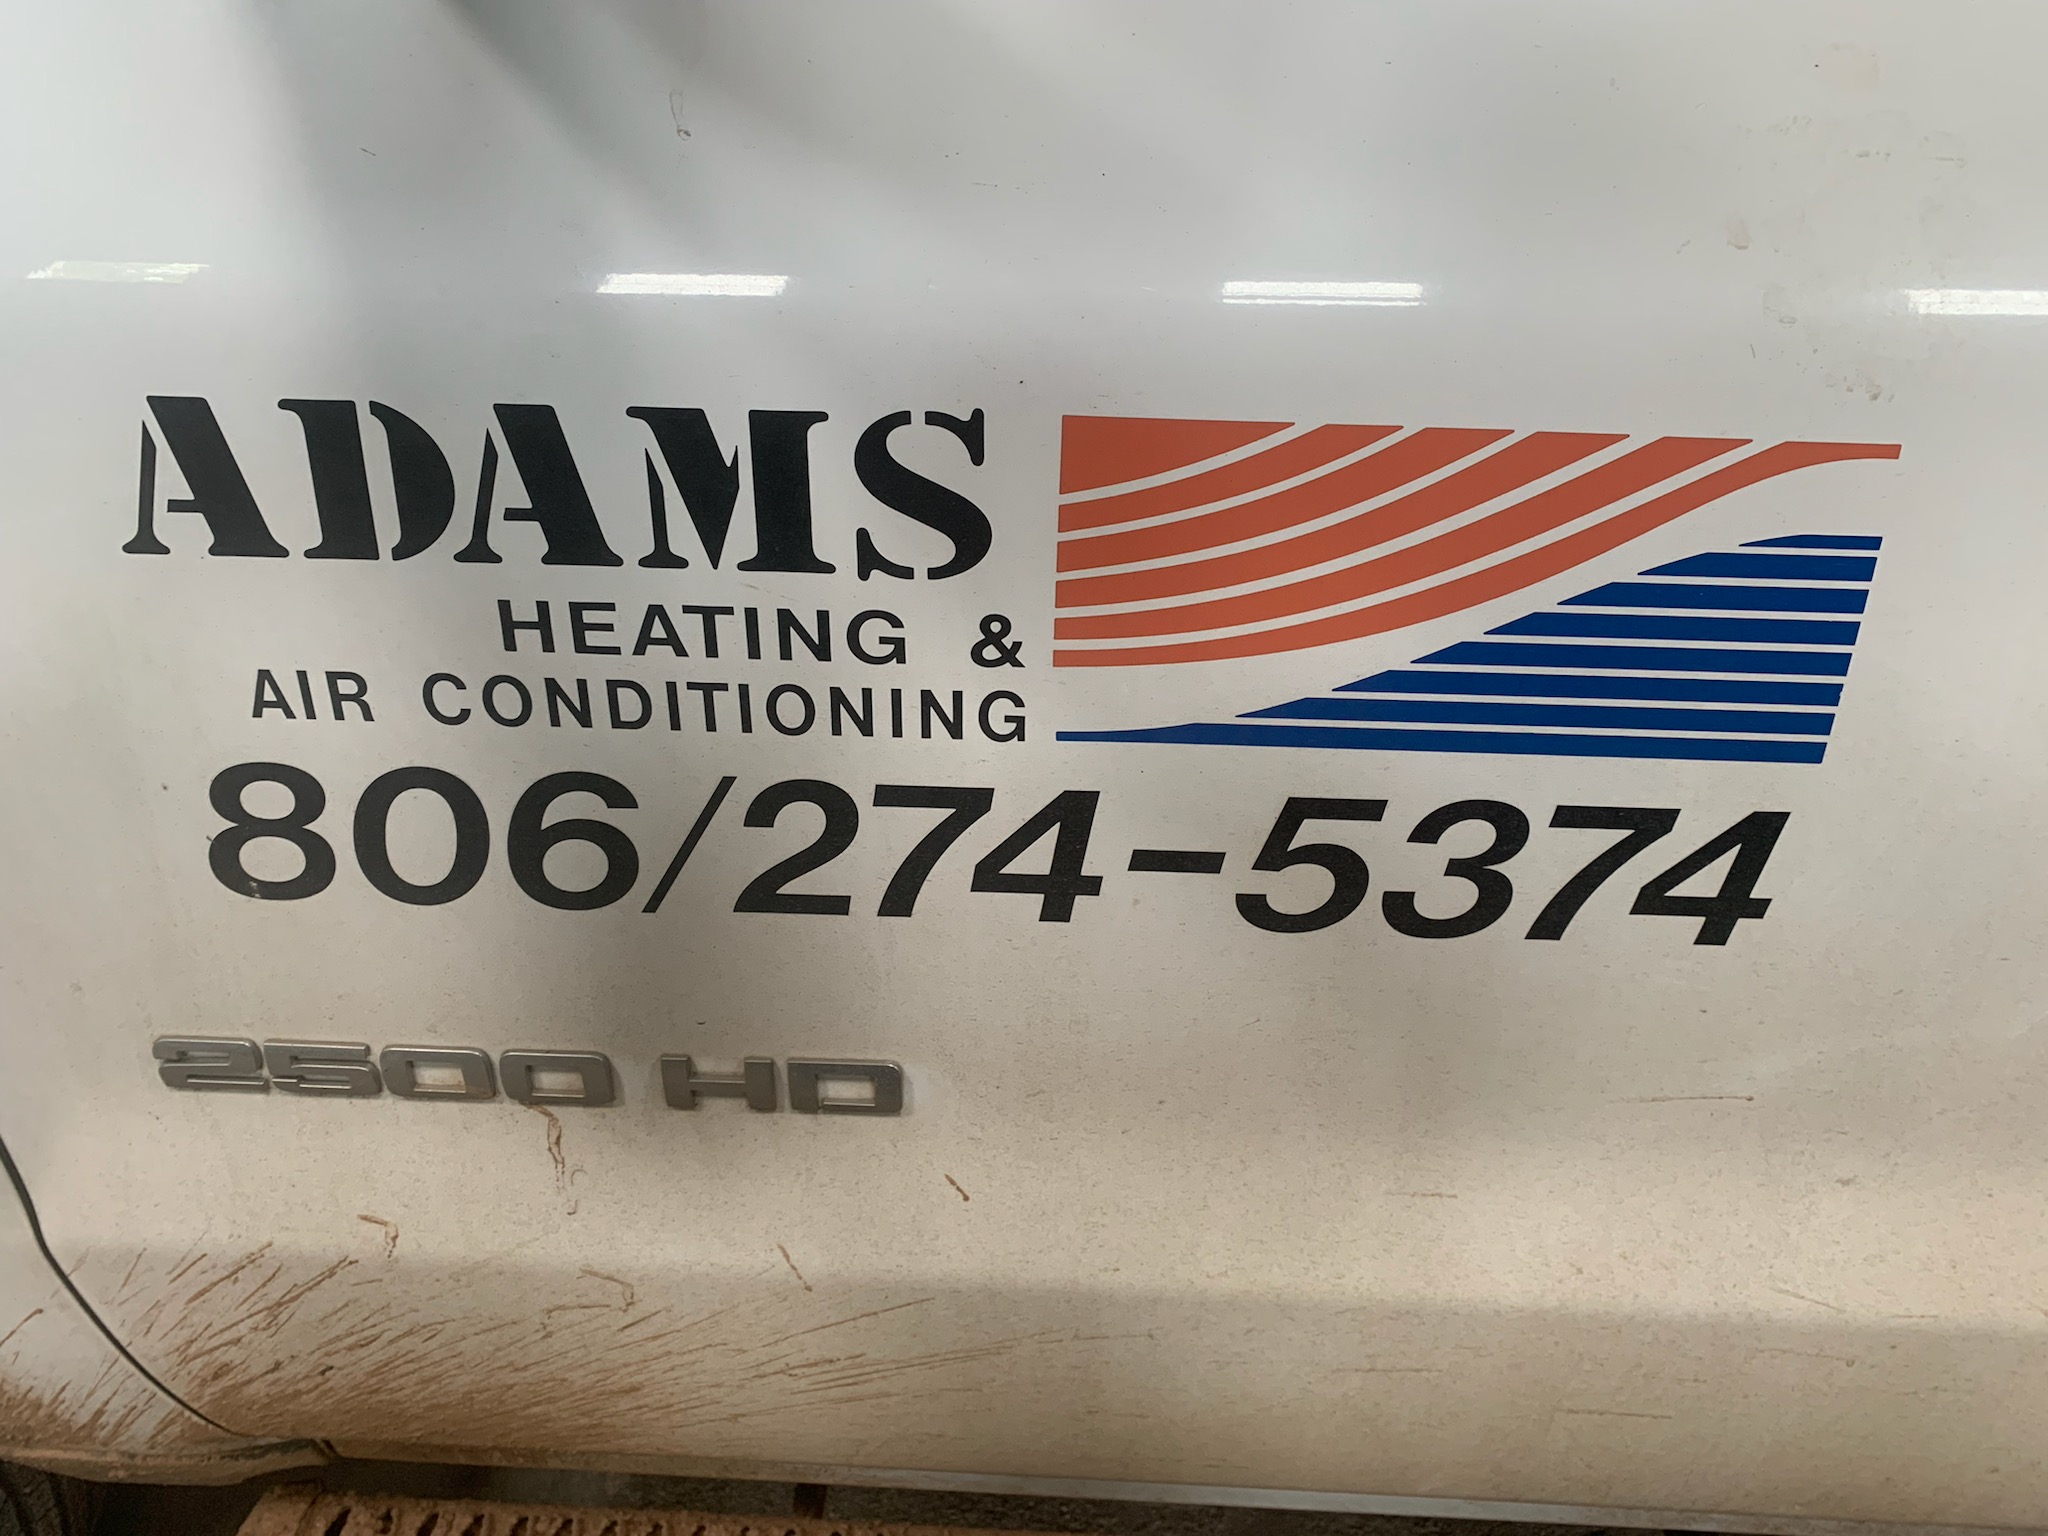 ADAMS
HEATING &
AIR CONDITIONING
806/274-5374
2500 HD